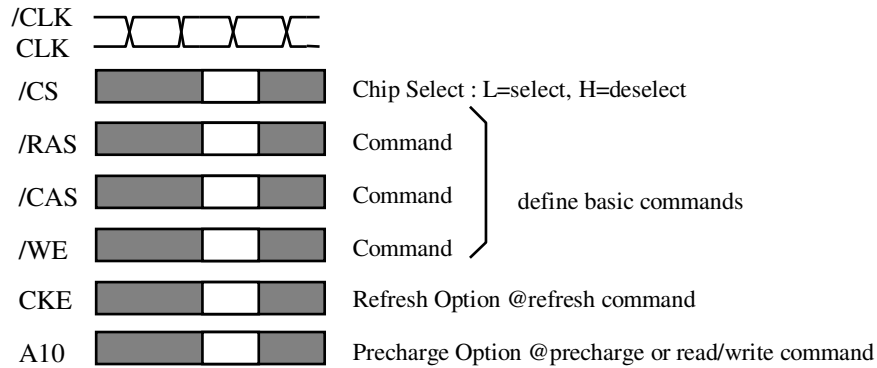 /CLK
CLK
/CS Chip Select : L=select, H=deselect
/RAS Command
/CAS Command define basic commands
/WE Command
CKE Refresh Option @refresh command
A10 Precharge Option @precharge or read/write command